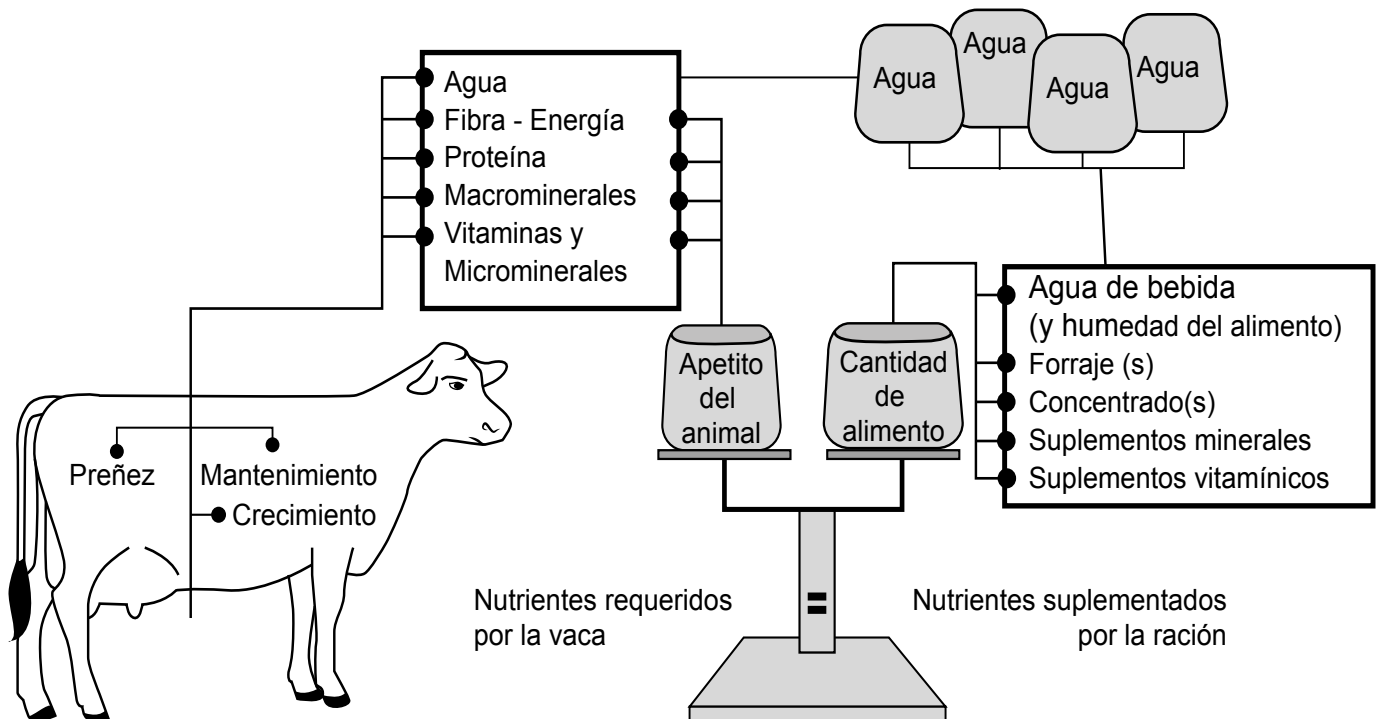 Agua
Fibra - Energía
Proteína
Macrominerales
Vitaminas y
Microminerales
Agua
Agua
Agua
Agua
Agua de bebida
(y humedad del alimento)
Forraje (s)
Concentrado(s)
Suplementos minerales
Suplementos vitamínicos
Apetito
del
animal
Cantidad
de
alimento
Preñez
Mantenimiento
Crecimiento
Nutrientes requeridos
por la vaca
=
Nutrientes suplementados
por la ración